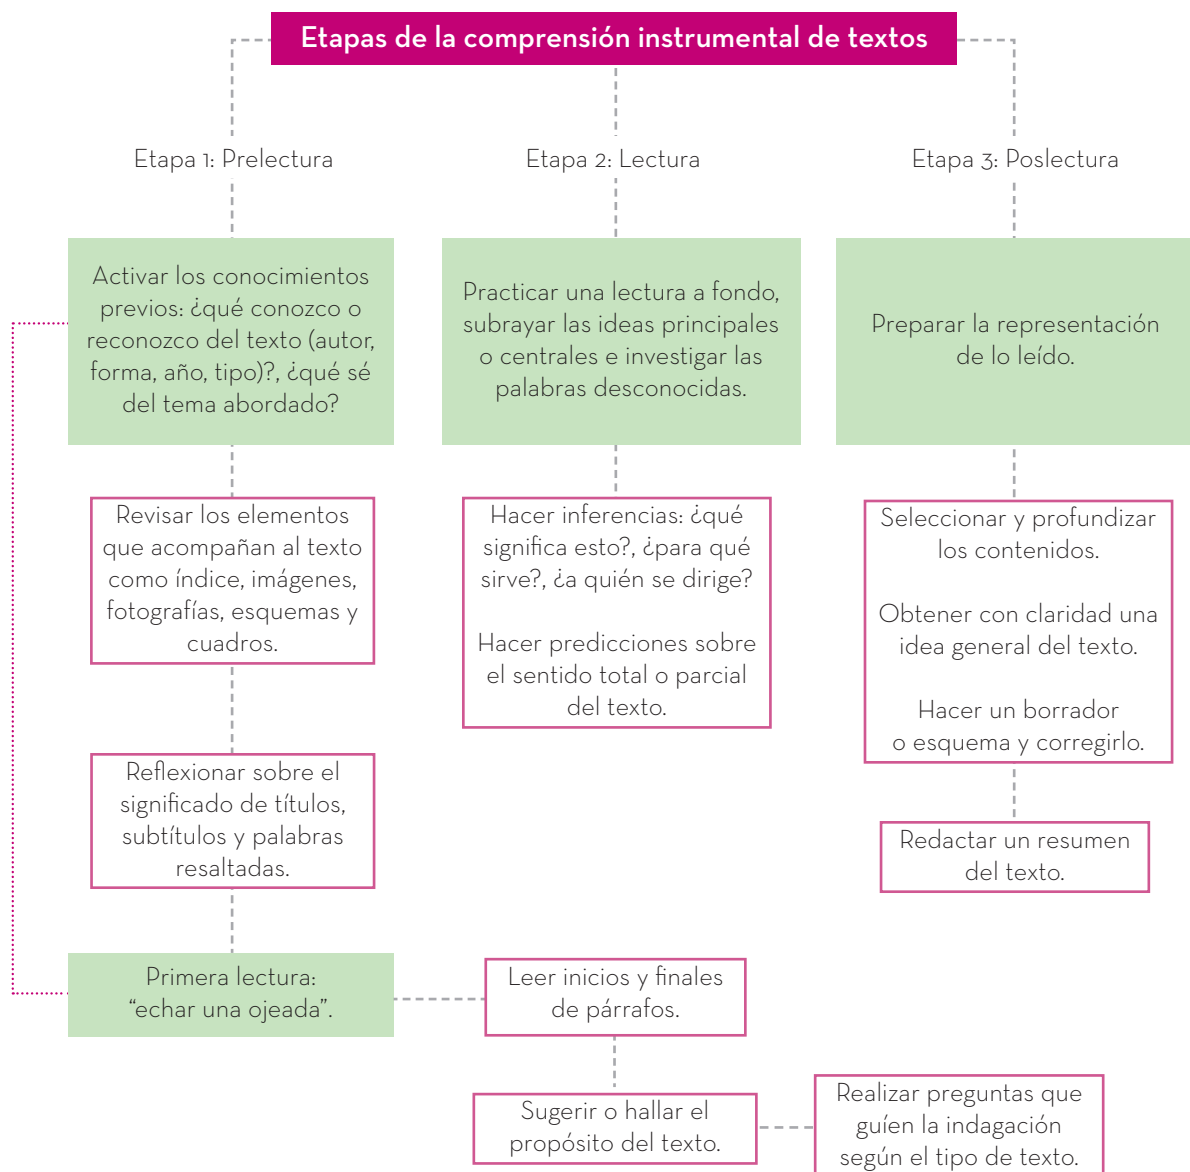 Etapas de la comprensión instrumental de textos
Etapa 1: Prelectura
Activar los conocimientos
previos: ¿qué conozco o
reconozco del texto (autor,
forma, año, tipo)?, ¿qué sé
del tema abordado?
Revisar los elementos
que acompañan al texto
como índice, imágenes,
fotografías, esquemas y
cuadros.
Reflexionar sobre el
significado de títulos,
subtítulos y palabras
resaltadas.
Primera lectura:
“echar una ojeada”.
Leer inicios y finales
de párrafos.
Sugerir o hallar el
propósito del texto.
Realizar preguntas que
guíen la indagación
según el tipo de texto.
Etapa 2: Lectura
Practicar una lectura a fondo,
subrayar las ideas principales
o centrales e investigar las
palabras desconocidas.
Hacer inferencias: ¿qué
significa esto?, ¿para qué
sirve?, ¿a quién se dirige?
Hacer predicciones sobre
el sentido total o parcial
del texto.
Etapa 3: Poslectura
Preparar la representación
de lo leído.
Seleccionar y profundizar
los contenidos.
Obtener con claridad una
idea general del texto.
Hacer un borrador
o esquema y corregirlo.
Redactar un resumen
del texto.